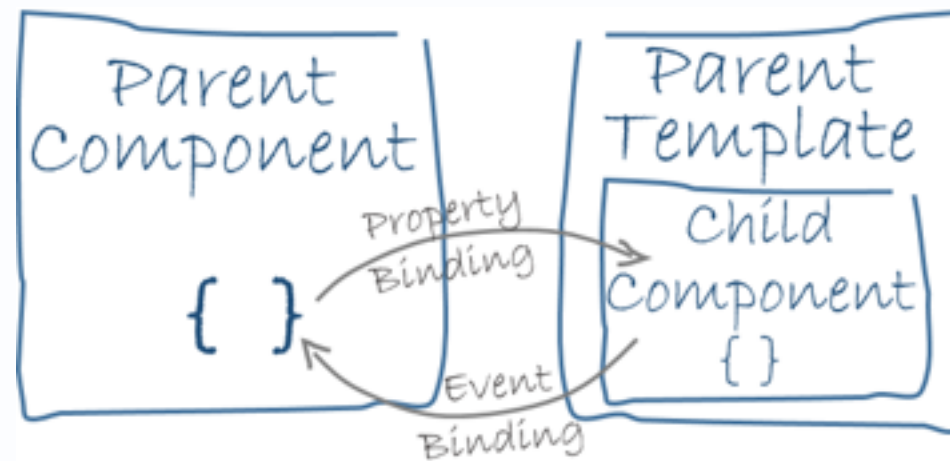 Parent
Component
{ }
Property
Binding
Event
Binding
Parent
Template
Child
Component
{ }